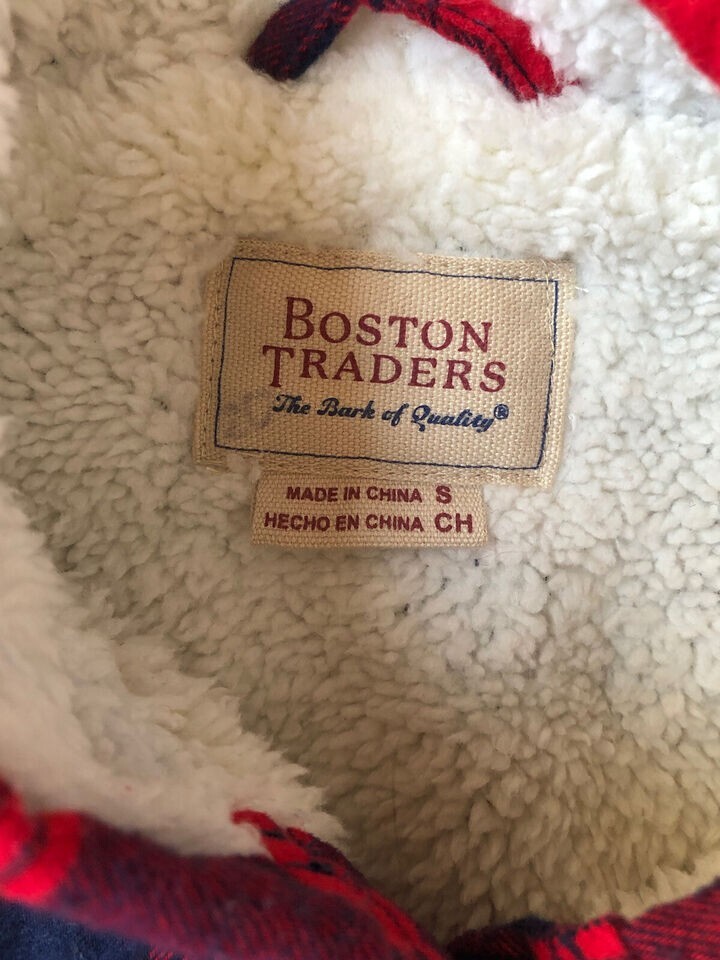 BOSTON
TRADERS
The Bark of Quality®
MADE IN CHINA S
HECHO EN CHINA CH